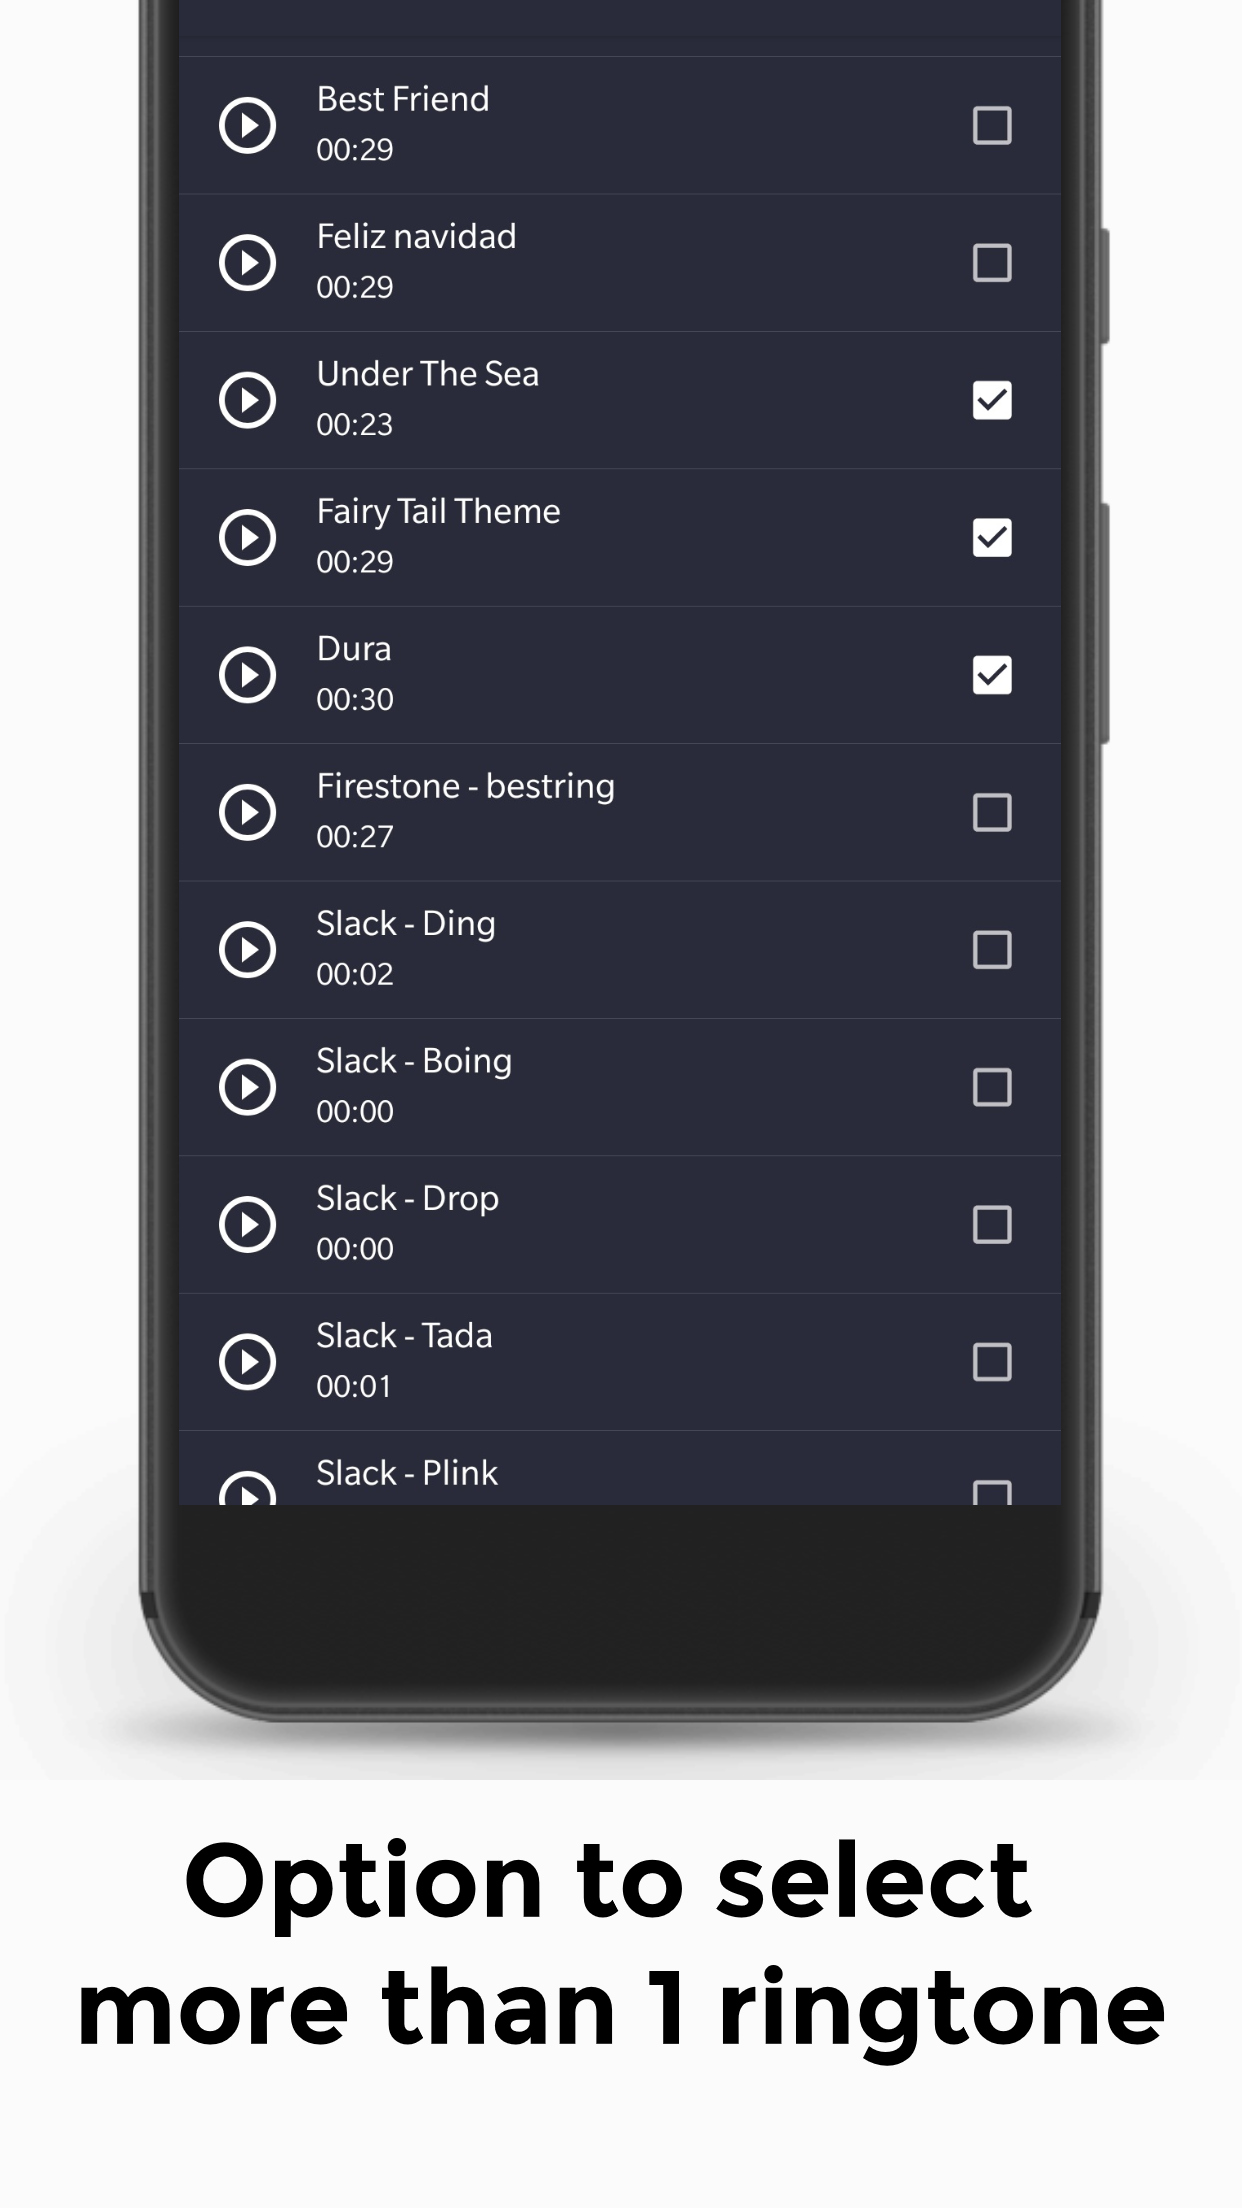 Best Friend
00:29
Feliz navidad
00:29
Under The Sea
00:23
Fairy Tail Theme
00:29
Dura
00:30
Firestone - bestring
00:27
Slack - Ding
00:02
Slack - Boing
00:00
Slack - Drop
00:00
Slack - Tada
00:01
Slack - Plink
Option to select
more than 1 ringtone